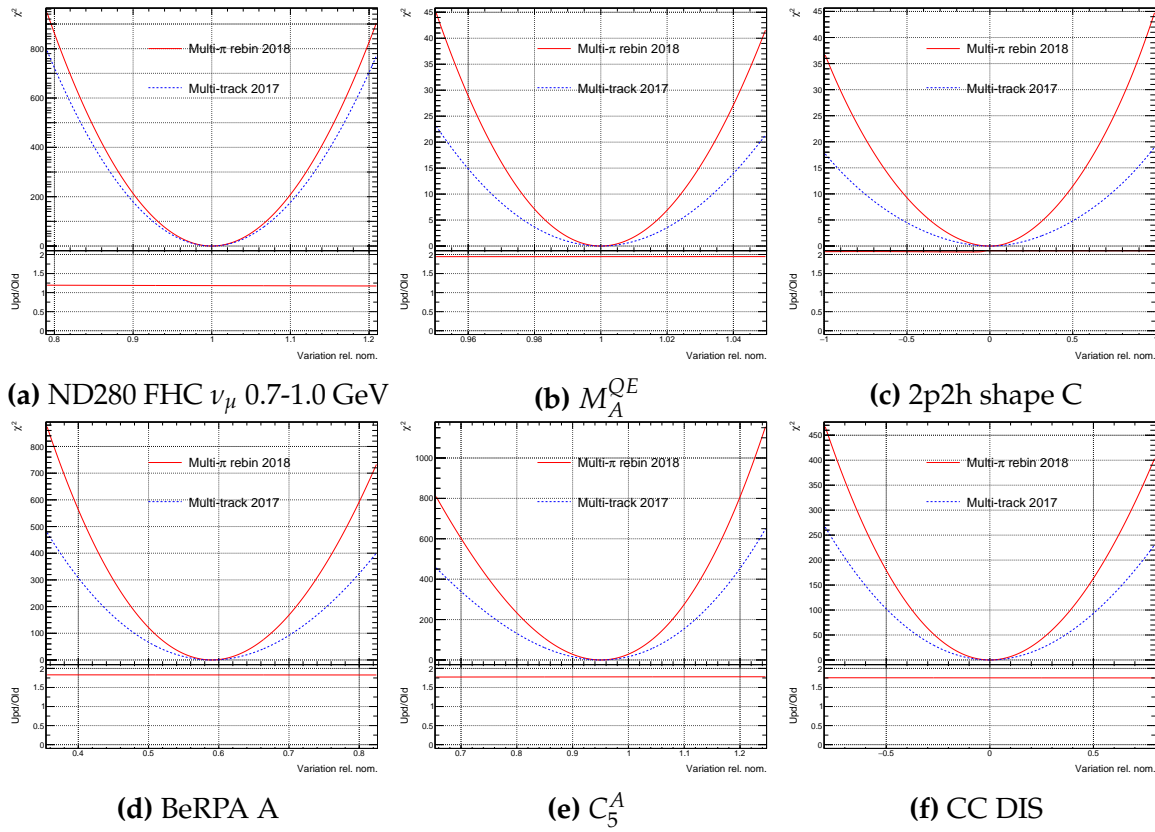 χ²
800
600
400
200
0
Multi-π rebin 2018
Multi-track 2017
Upd/Old
2
1.5
1
0.5
0
0.8 0.9 1 1.1 1.2
Variation rel. nom.
(a) ND280 FHC νμ 0.7-1.0 GeV
χ²
45
40
35
30
25
20
15
10
5
0
Multi-π rebin 2018
Multi-track 2017
Upd/Old
2
1.5
1
0.5
0
0.96 0.98 1 1.02 1.04
Variation rel. nom.
(b) M_A^{QE}
χ²
45
40
35
30
25
20
15
10
5
0
Multi-π rebin 2018
Multi-track 2017
Upd/Old
2
1.5
1
0.5
0
−1 −0.5 0 0.5
Variation rel. nom.
(c) 2p2h shape C
χ²
800
700
600
500
400
300
200
100
0
Multi-π rebin 2018
Multi-track 2017
Upd/Old
2
1.5
1
0.5
0
0.4 0.5 0.6 0.7 0.8
Variation rel. nom.
(d) BeRPA A
χ²
1000
800
600
400
200
0
Multi-π rebin 2018
Multi-track 2017
Upd/Old
2
1.5
1
0.5
0
0.7 0.8 0.9 1 1.1 1.2
Variation rel. nom.
(e) C_5^A
χ²
450
400
350
300
250
200
150
100
50
0
Multi-π rebin 2018
Multi-track 2017
Upd/Old
2
1.5
1
0.5
0
−0.5 0 0.5
Variation rel. nom.
(f) CC DIS